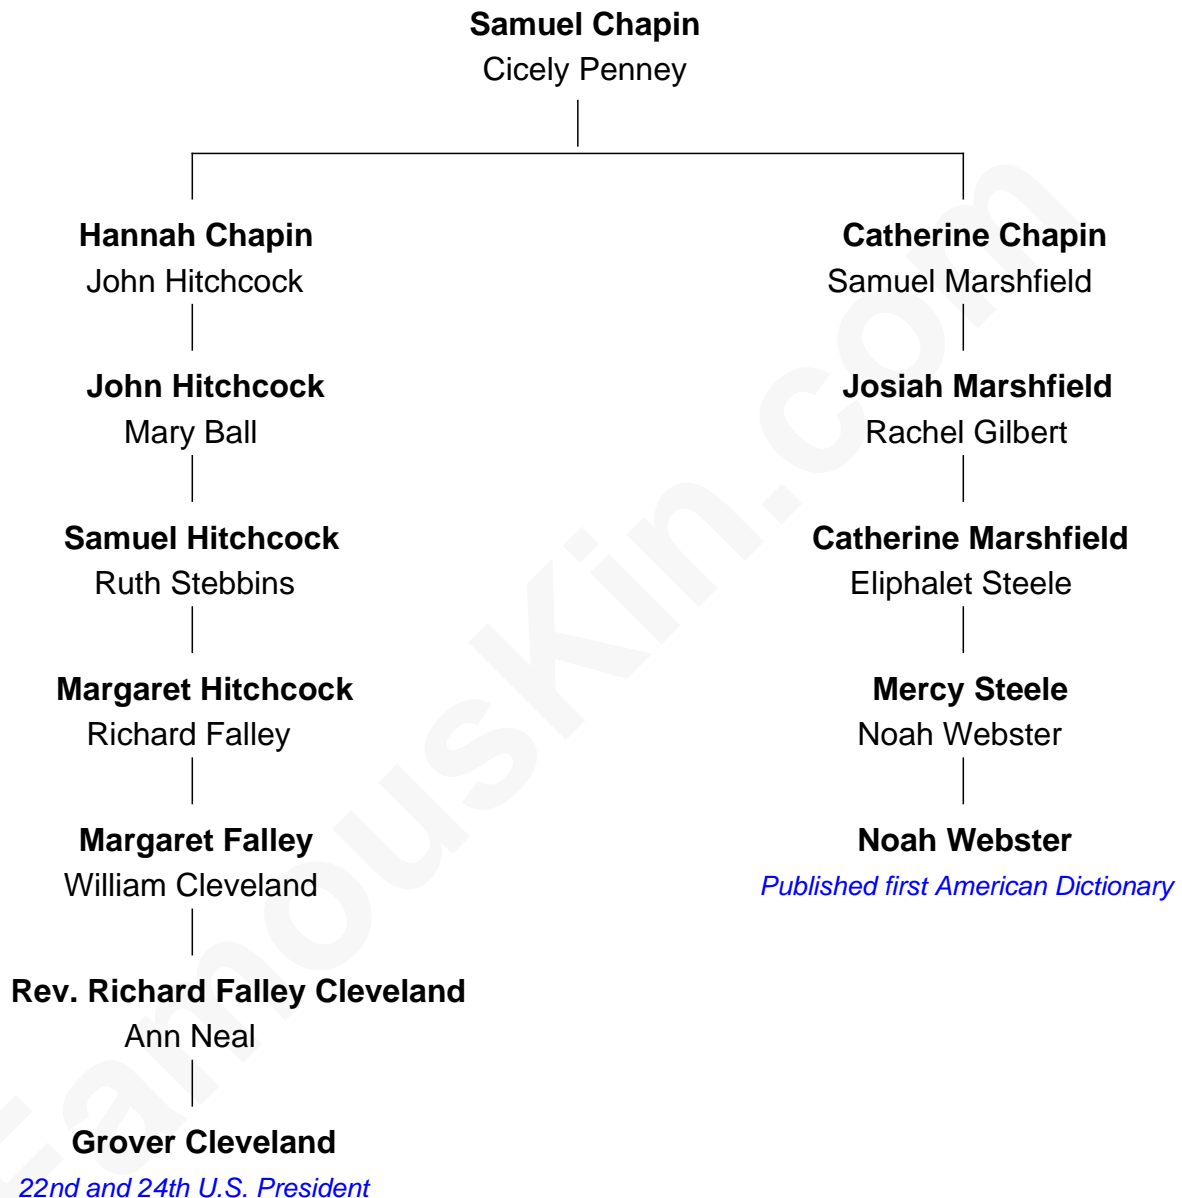 Samuel Chapin
Cicely Penney
Hannah Chapin
John Hitchcock
John Hitchcock
Mary Ball
Samuel Hitchcock
Ruth Stebbins
Margaret Hitchcock
Richard Falley
Margaret Falley
William Cleveland
Rev. Richard Falley Cleveland
Ann Neal
Grover Cleveland
22nd and 24th U.S. President
Catherine Chapin
Samuel Marshfield
Josiah Marshfield
Rachel Gilbert
Catherine Marshfield
Eliphalet Steele
Mercy Steele
Noah Webster
Noah Webster
Published first American Dictionary
FamousKin.com